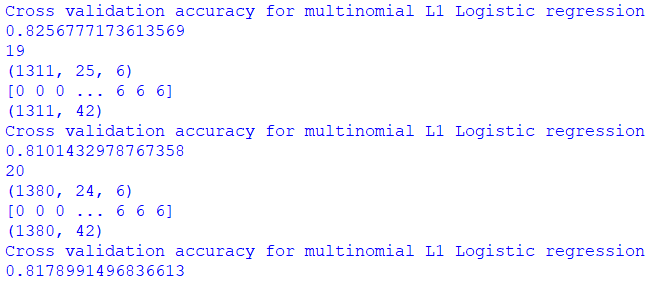 Cross validation accuracy for multinomial L1 Logistic regression
0.8256777173613569
19
(1311, 25, 6)
[0 0 0 ... 6 6 6]
(1311, 42)
Cross validation accuracy for multinomial L1 Logistic regression
0.8101432978767358
20
(1380, 24, 6)
[0 0 0 ... 6 6 6]
(1380, 42)
Cross validation accuracy for multinomial L1 Logistic regression
0.8178991496836613